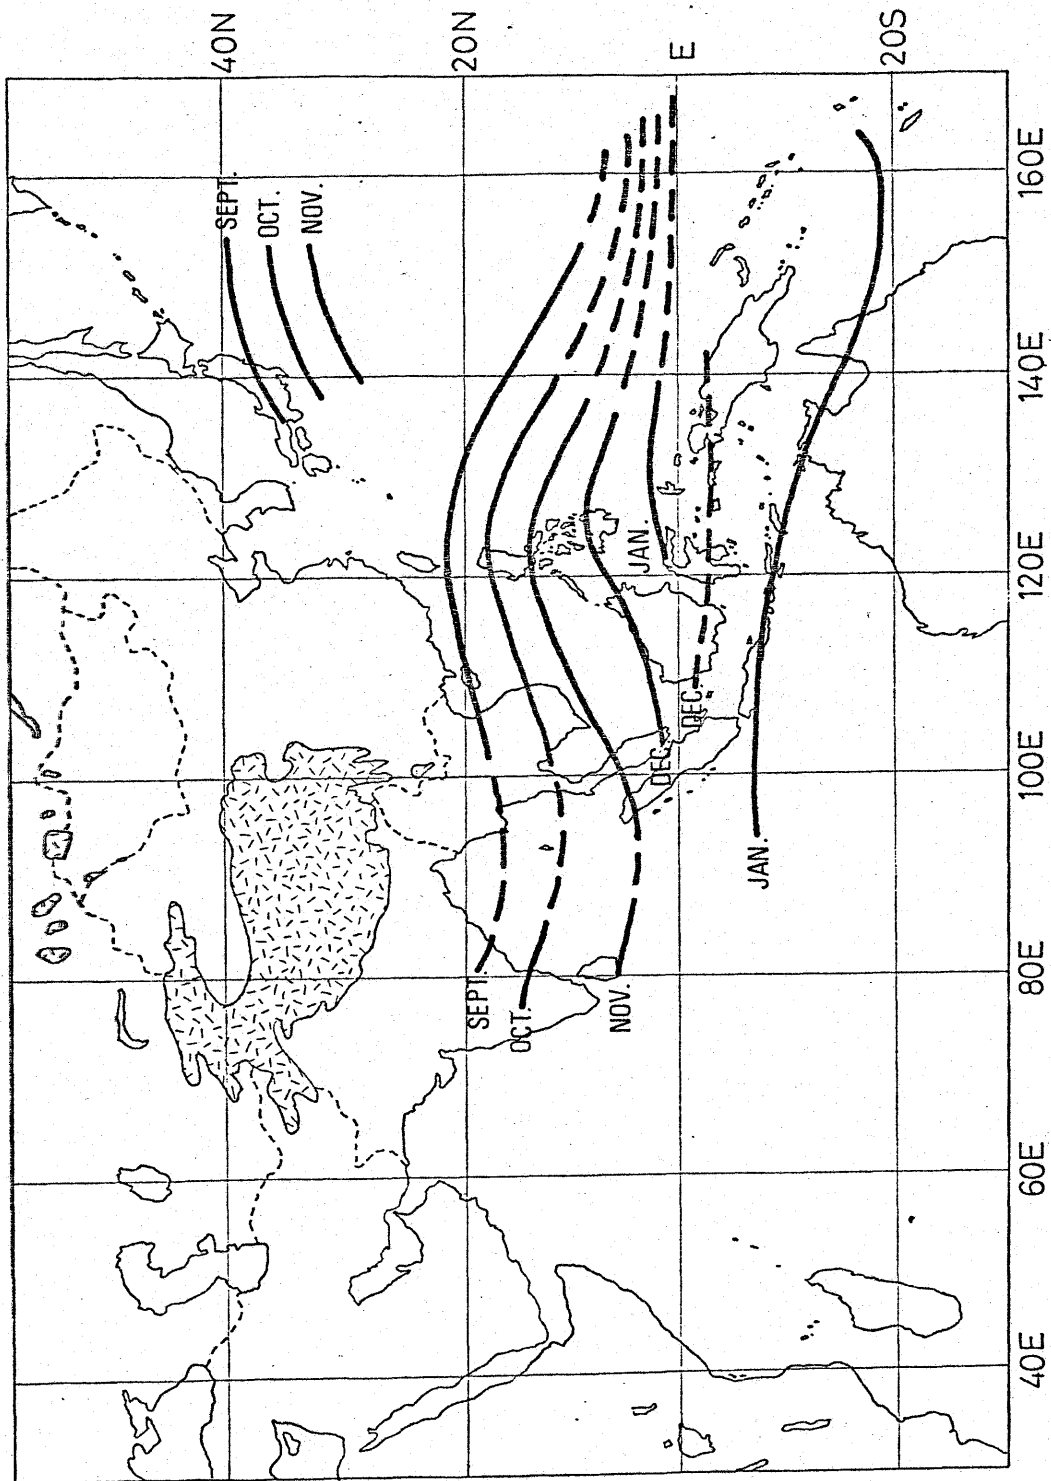 40N
20N
E
20S
160E
140E
120E
100E
80E
60E
40E
SEPT.
OCT.
NOV.
JAN.
DEC.
DEC.
JAN.
SEPT.
OCT.
NOV.